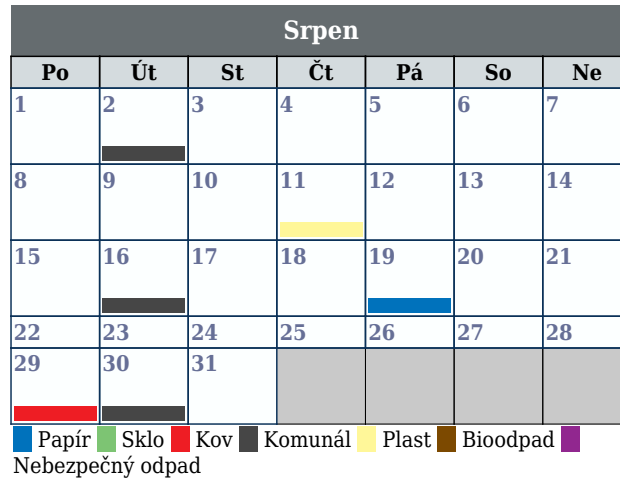 Srpen
Po Út St Čt Pá So Ne
1 2 3 4 5 6 7
8 9 10 11 12 13 14
15 16 17 18 19 20 21
22 23 24 25 26 27 28
29 30 31
Papír Sklo Kov Komunál Plast Bioodpad
Nebezpečný odpad